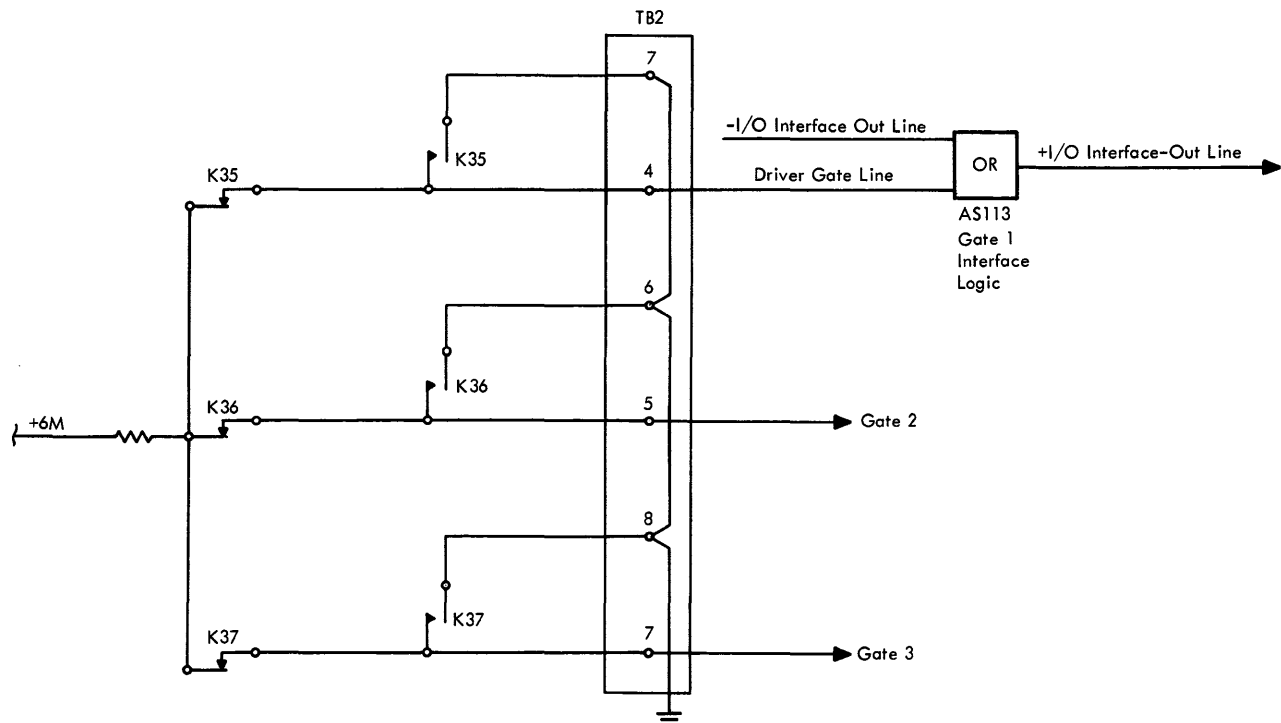 TB2
7
-I/O Interface Out Line
K35
OR
+I/O Interface-Out Line
K35
4
Driver Gate Line
AS113
Gate 1
Interface
Logic
6
K36
+6M
K36
5
Gate 2
8
K37
K37
7
Gate 3